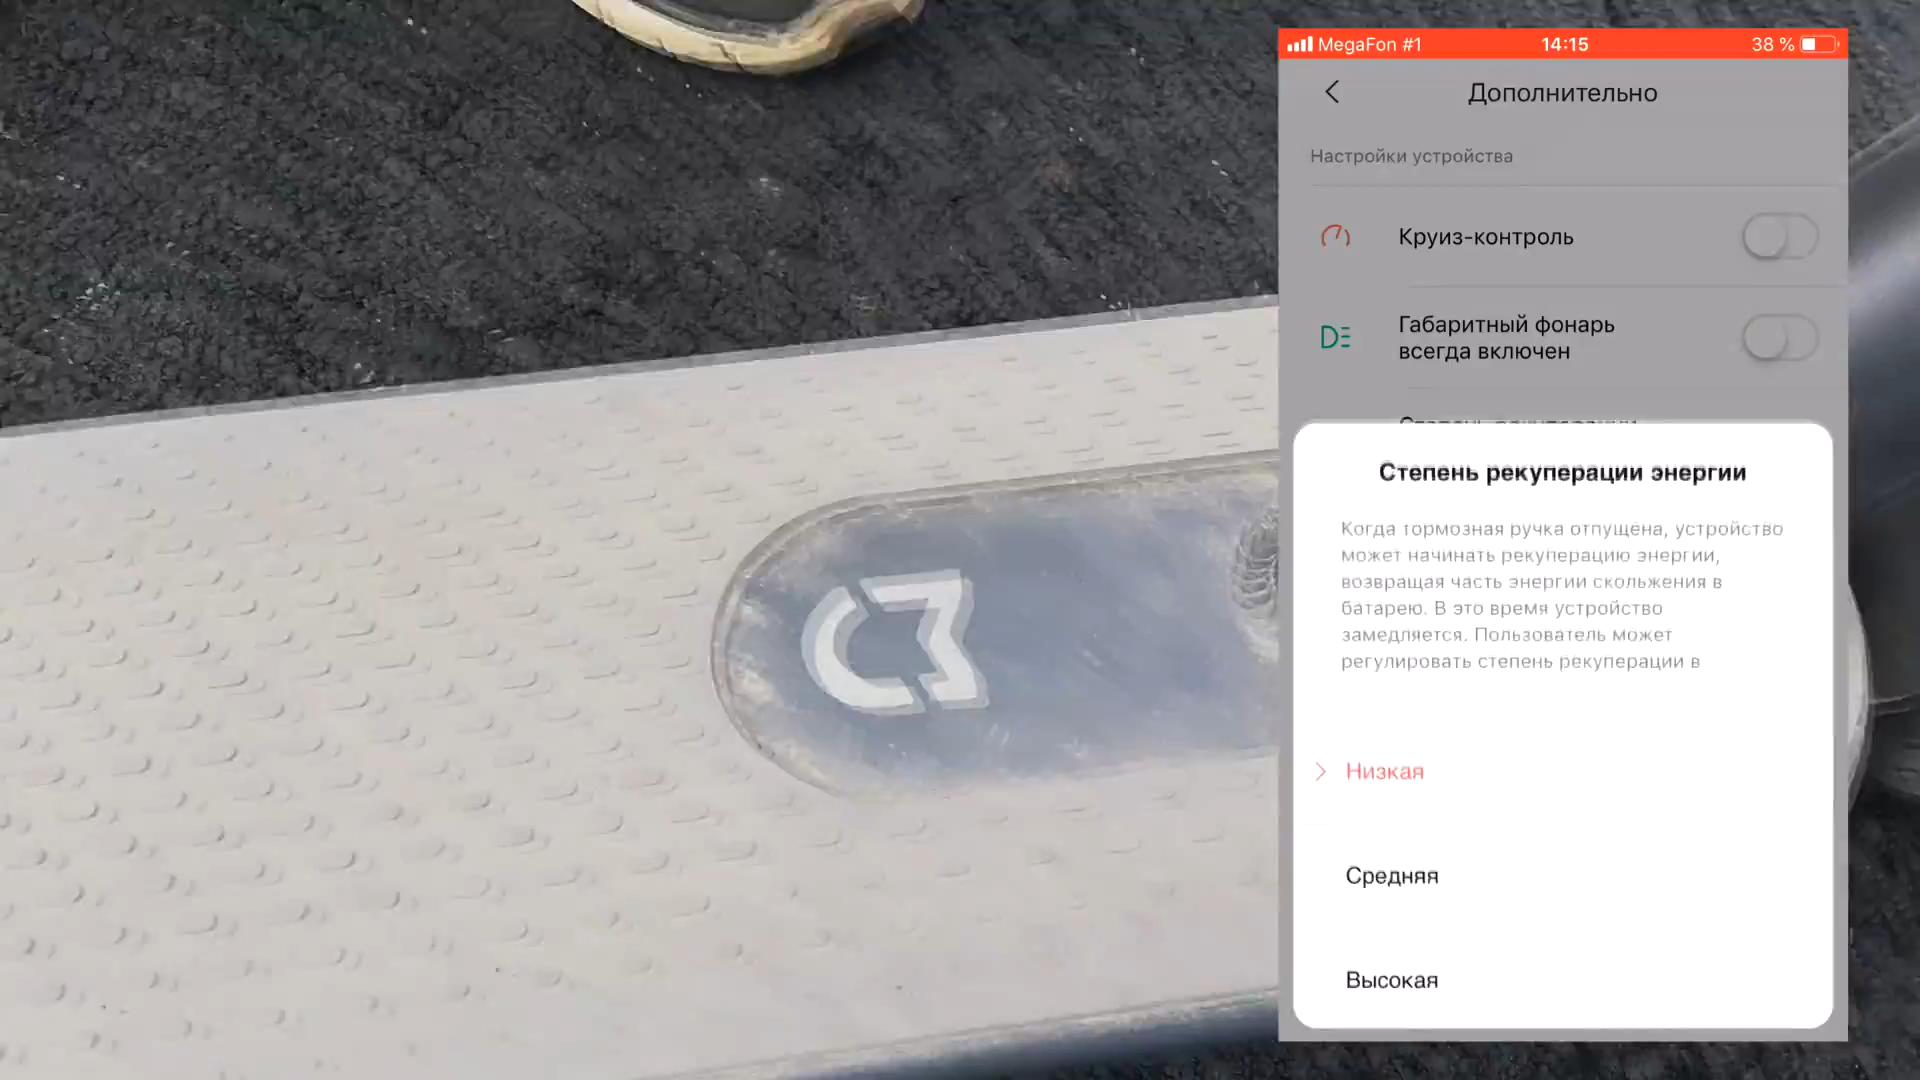 MegaFon #1
14:15
38 %
Дополнительно
Настройки устройства
Круиз-контроль
Габаритный фонарь
всегда включен
Степень рекуперации энергии
Когда тормозная ручка отпущена, устройство
может начинать рекуперацию энергии,
возвращая часть энергии скольжения в
батарею. В это время устройство
замедляется. Пользователь может
регулировать степень рекуперации в
Низкая
Средняя
Высокая